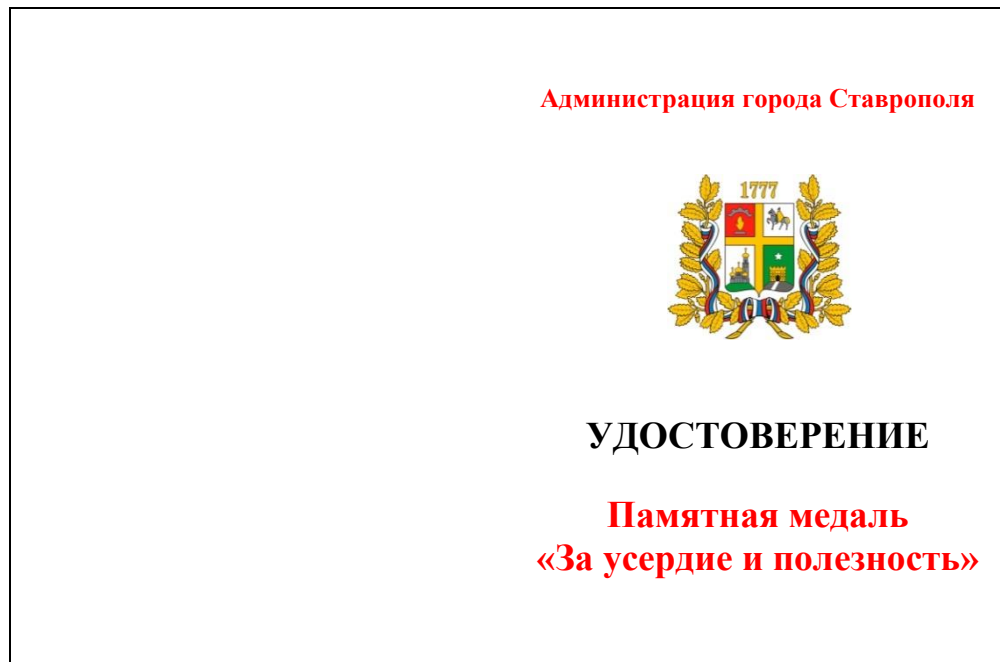 Администрация города Ставрополя
1777
УДОСТОВЕРЕНИЕ
Памятная медаль
«За усердие и полезность»